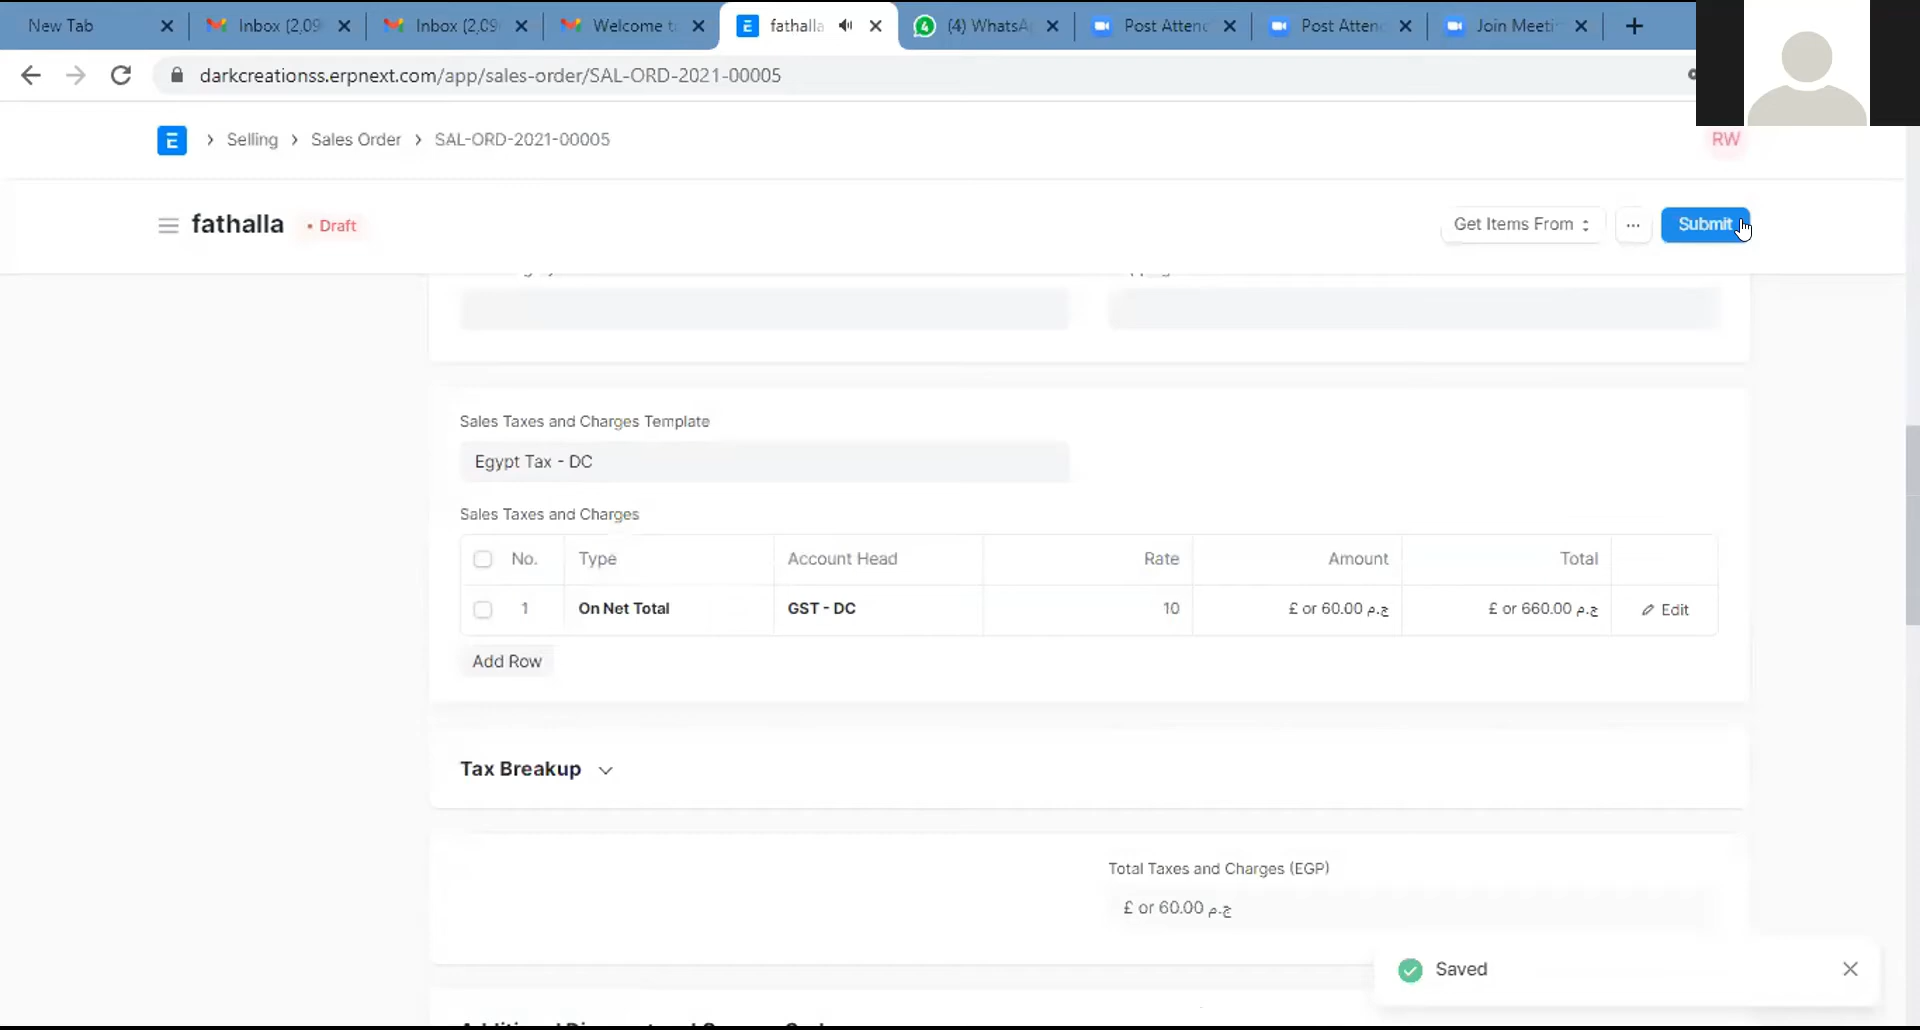 New Tab
Inbox (2,09
Inbox (2,09
Welcome to
fathalla
(4) WhatsA
Post Attend
Post Attend
Join Meetin
darkcreationss.erpnext.com/app/sales-order/SAL-ORD-2021-00005
E
Selling
Sales Order
SAL-ORD-2021-00005
RW
fathalla
Draft
Get Items From
Submit
Sales Taxes and Charges Template
Egypt Tax - DC
Sales Taxes and Charges
No. Type Account Head Rate Amount Total
1 On Net Total GST - DC 10 £ or 60.00 ج.م £ or 660.00 ج.م Edit
Add Row
Tax Breakup
Total Taxes and Charges (EGP)
£ or 60.00 ج.م
Saved